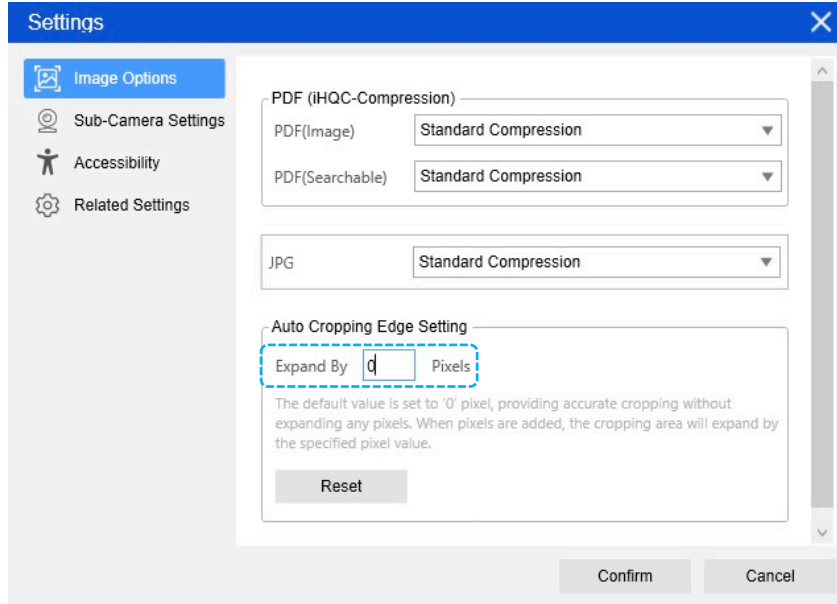 Settings
Image Options
Sub-Camera Settings
Accessibility
Related Settings
PDF (iHQC-Compression)
PDF(Image) Standard Compression
PDF(Searchable) Standard Compression
JPG Standard Compression
Auto Cropping Edge Setting
Expand By 0 Pixels
The default value is set to '0' pixel, providing accurate cropping without
expanding any pixels. When pixels are added, the cropping area will expand by
the specified pixel value.
Reset
Confirm Cancel